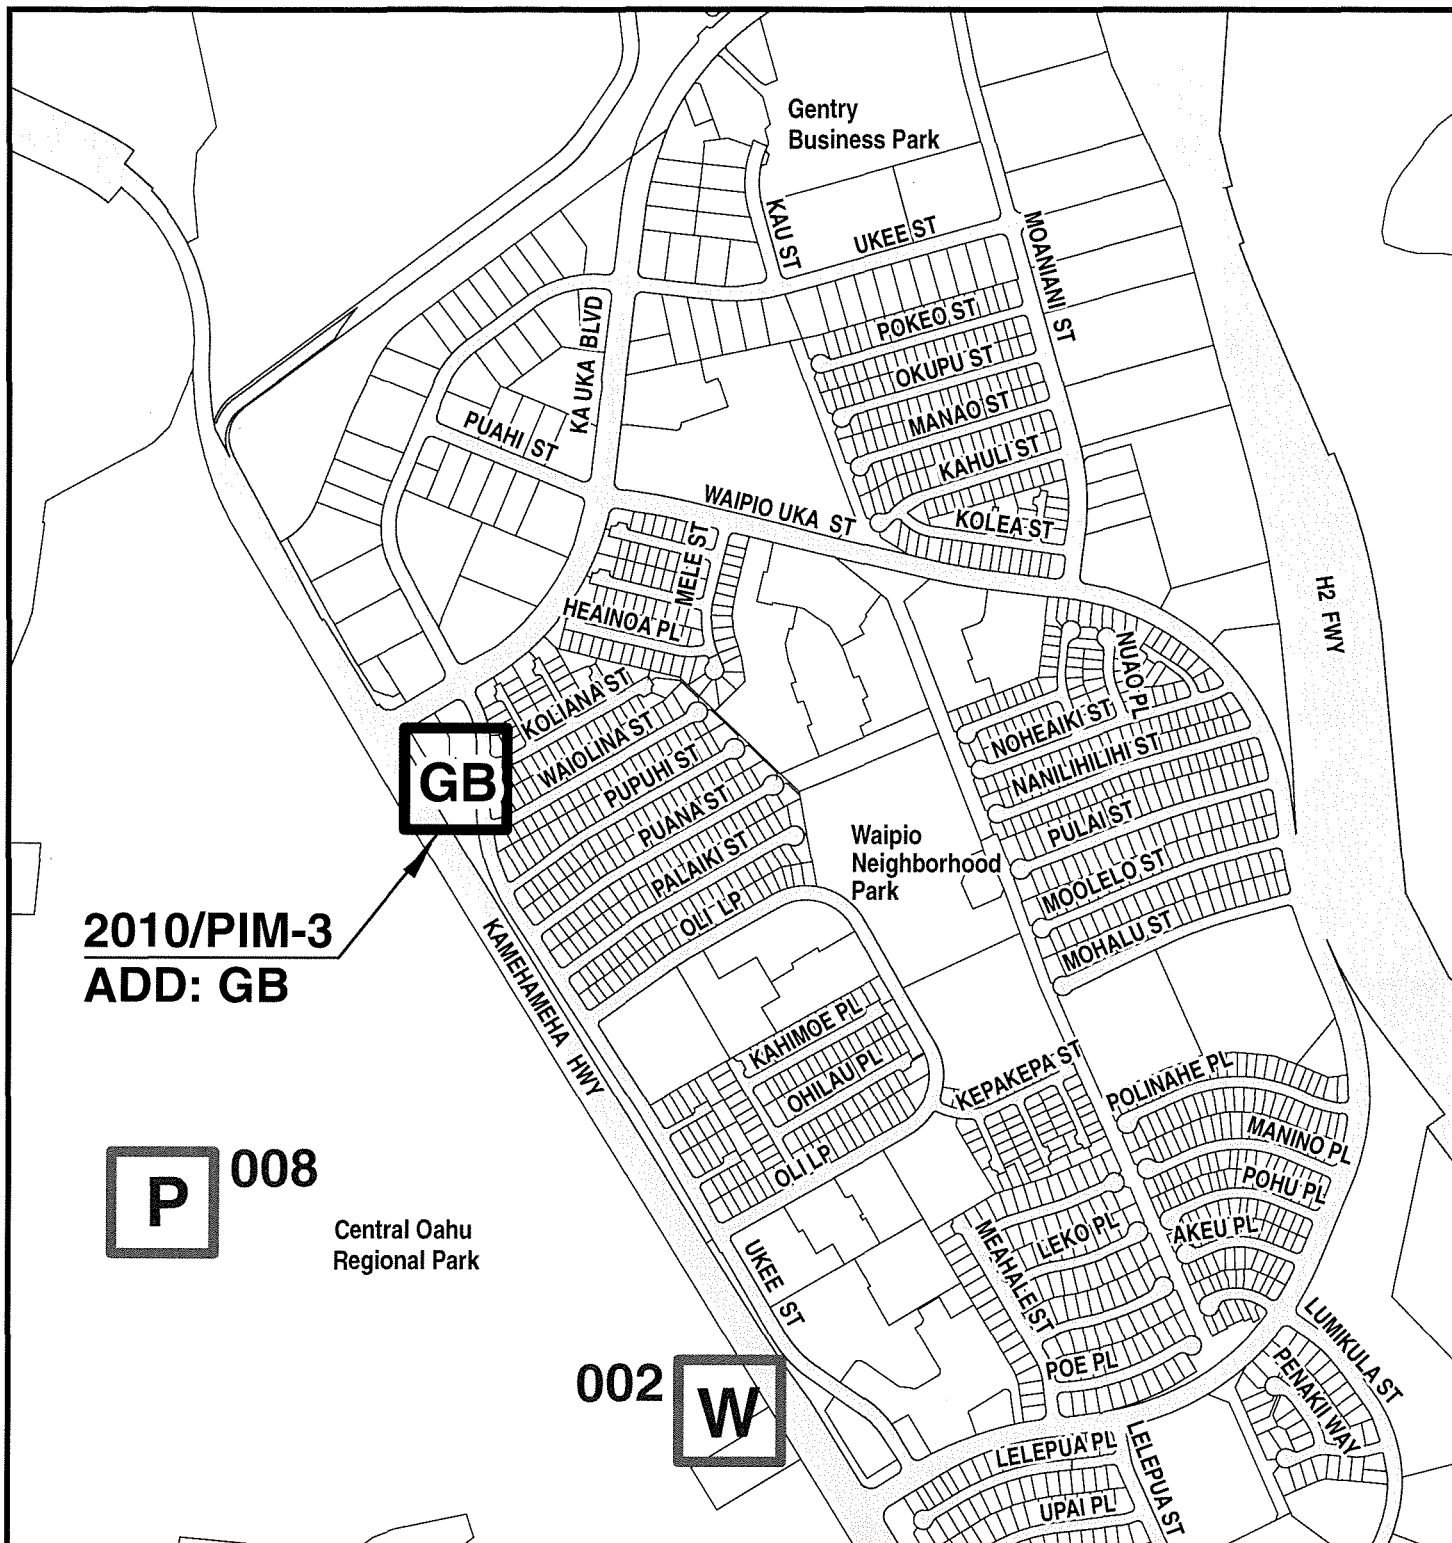 Gentry
Business Park
KAU ST
UKEE ST
MOANIANI ST
KA UKA BLVD
POKEO ST
OKUPU ST
MANAO ST
KAHULI ST
KOLEA ST
PUAHI ST
WAIPIO UKA ST
MELE ST
HEAINOA PL
H2 FWY
NUAO PL
KOLIANA ST
WAIOLINA ST
PUPUHI ST
PUANA ST
PALAIKI ST
OLI LP
NOHEAIKI ST
NANILIHILIHI ST
PULAI ST
MOOLELO ST
MOHALU ST
GB
Waipio
Neighborhood
Park
2010/PIM-3
ADD: GB
KAMEHAMEHA HWY
KAHIMOE PL
OHILAU PL
OLI LP
KEPAKEPA ST
POLINAHE PL
MANINO PL
POHU PL
AKEU PL
P
008
Central Oahu
Regional Park
UKEE ST
MEAHALE ST
LEKO PL
POE PL
LUMIKULA ST
PENAKII WAY
002
W
LELEPUA PL
LELEPUA ST
UPAI PL